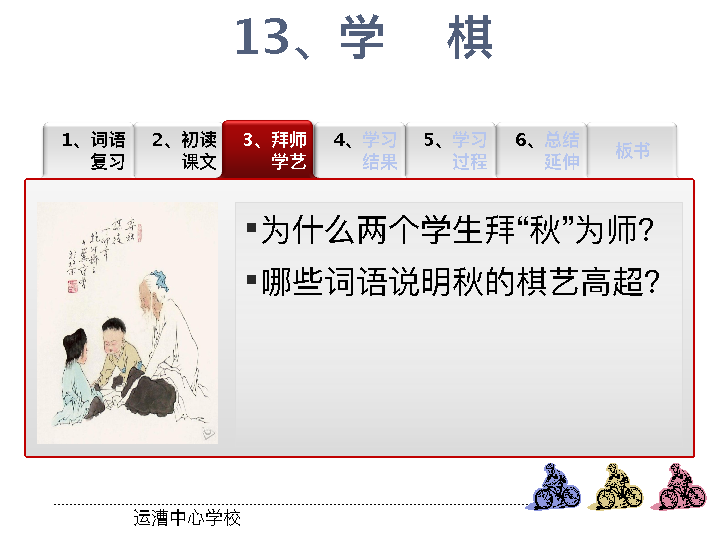 13、学 棋
1、词语
复习
2、初读
课文
3、拜师
学艺
4、学习
结果
5、学习
过程
6、总结
延伸
板书
▪为什么两个学生拜“秋”为师?
▪哪些词语说明秋的棋艺高超?
运漕中心学校